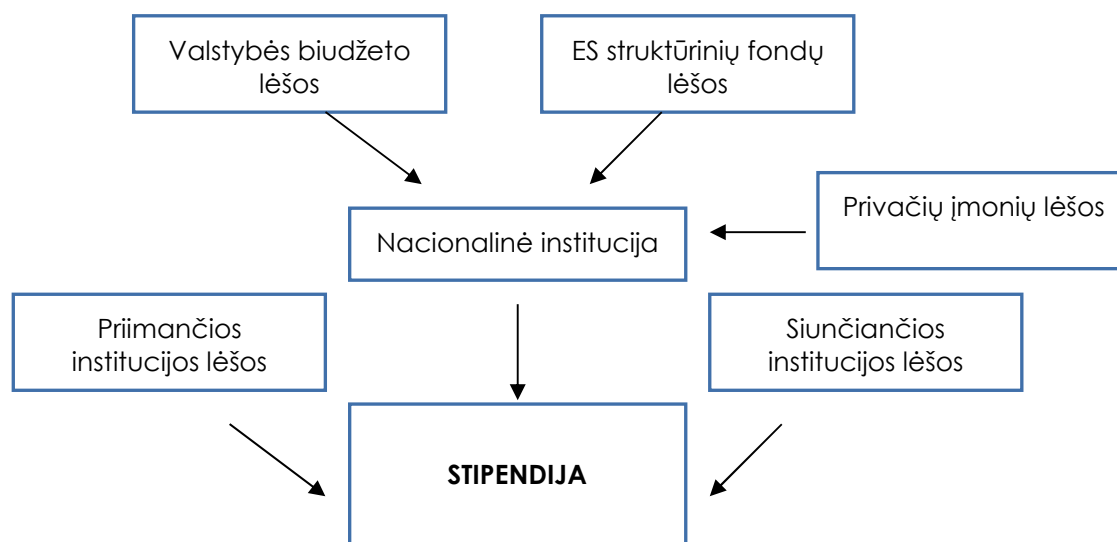 Valstybės biudžeto
lėšos
ES struktūrinių fondų
lėšos
Privačių įmonių lėšos
Nacionalinė institucija
Priimančios
institucijos lėšos
Siunčiančios
institucijos lėšos
STIPENDIJA